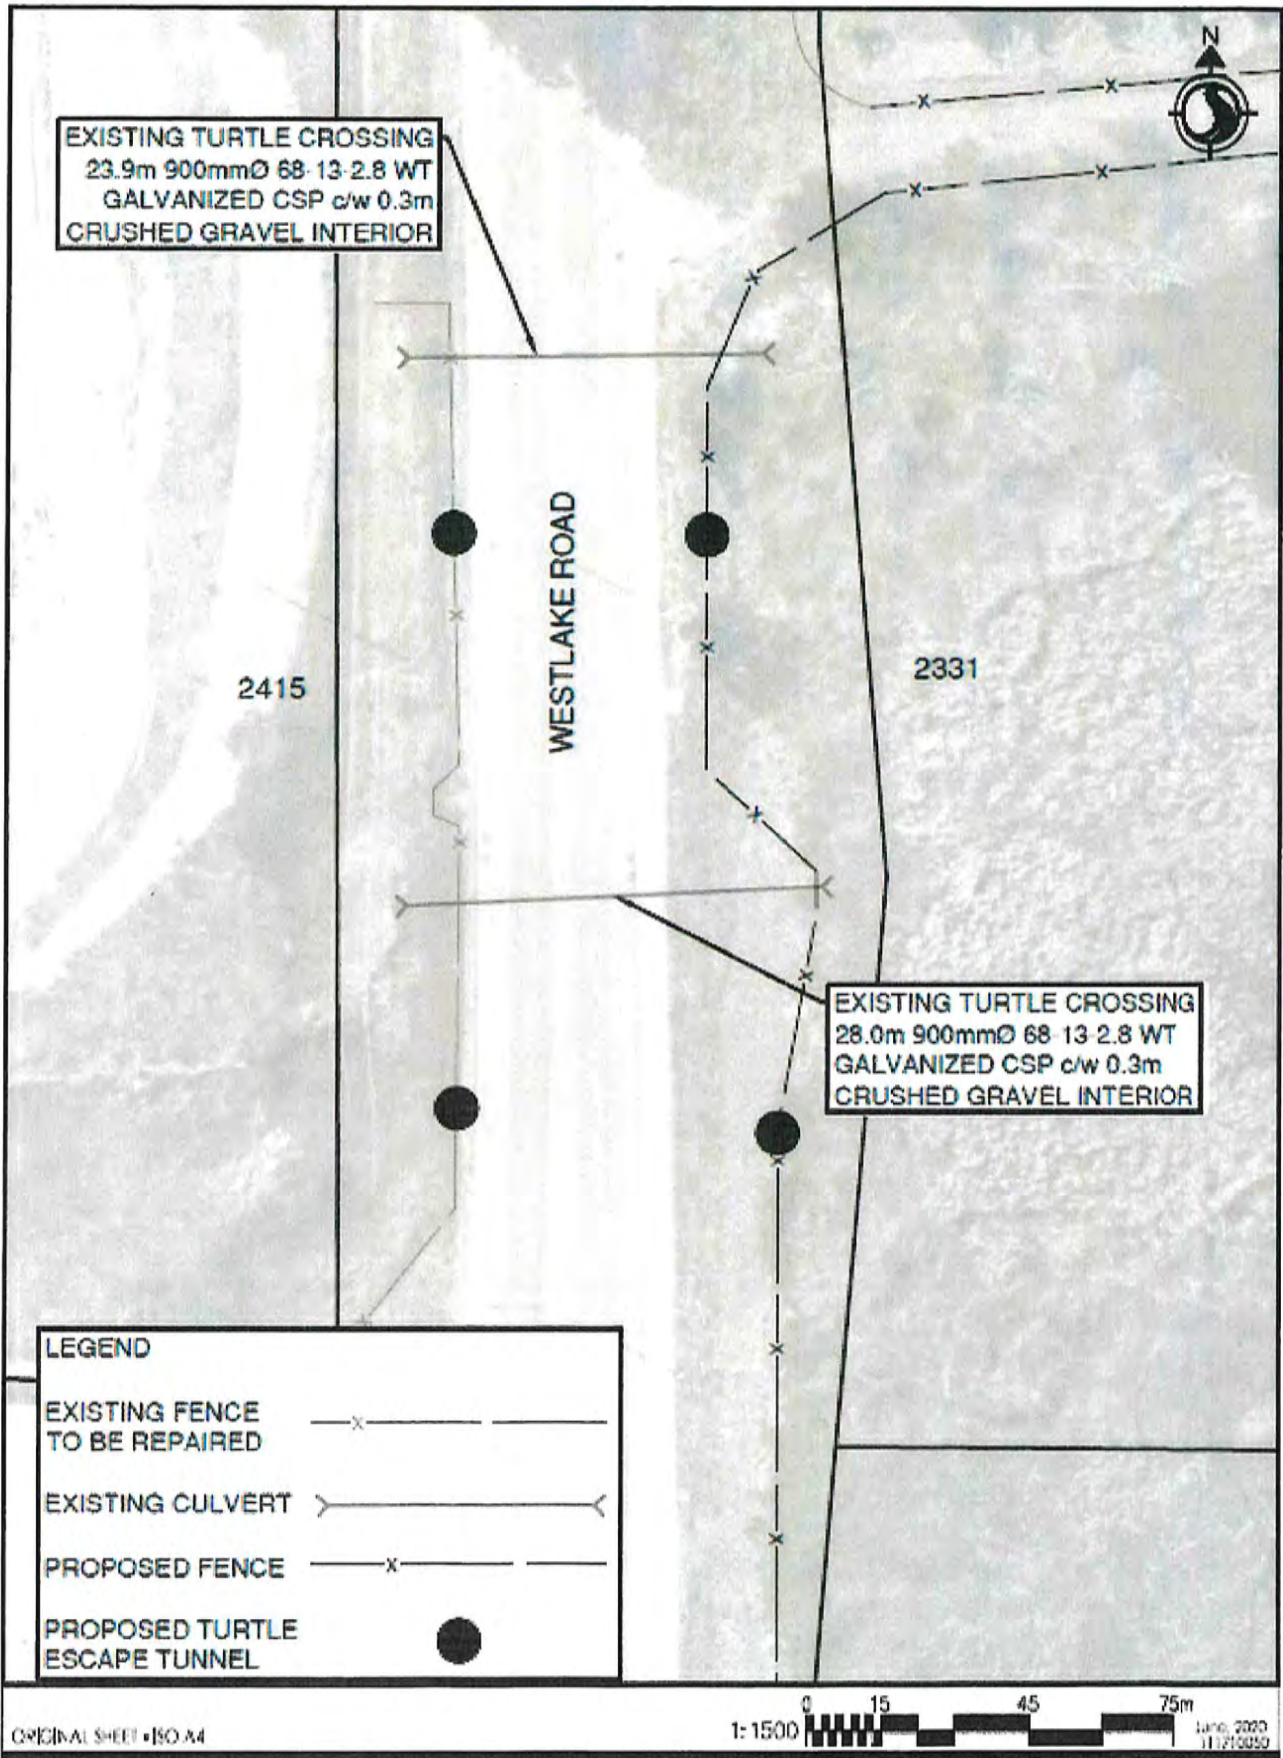 N
EXISTING TURTLE CROSSING
23.9m 900mmØ 68-13-2.8 WT
GALVANIZED CSP c/w 0.3m
CRUSHED GRAVEL INTERIOR
WESTLAKE ROAD
2415
2331
EXISTING TURTLE CROSSING
28.0m 900mmØ 68-13-2.8 WT
GALVANIZED CSP c/w 0.3m
CRUSHED GRAVEL INTERIOR
LEGEND
EXISTING FENCE
TO BE REPAIRED
EXISTING CULVERT
PROPOSED FENCE
PROPOSED TURTLE
ESCAPE TUNNEL
ORIGINAL SHEET - ISO A4
1:1500
0 15 45 75m
June, 2020